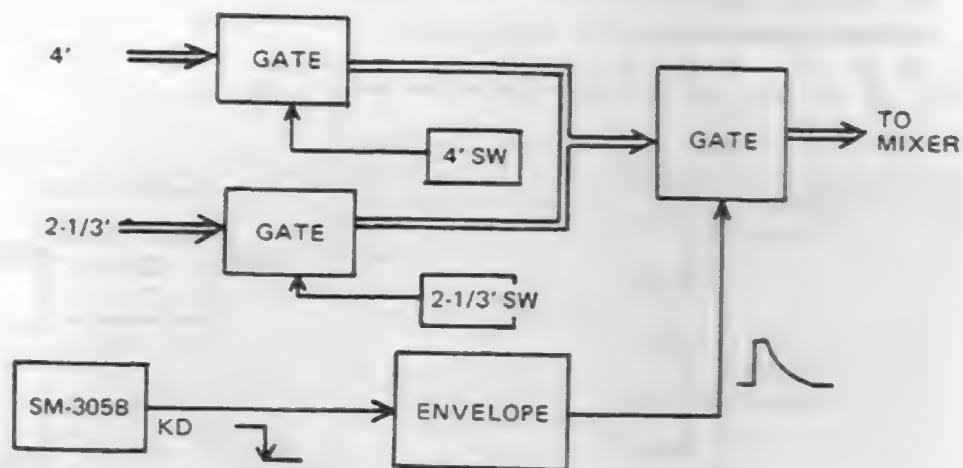 4'
GATE
4' SW
GATE
TO
MIXER
2-1/3'
GATE
2-1/3' SW
SM-305B
KD
ENVELOPE